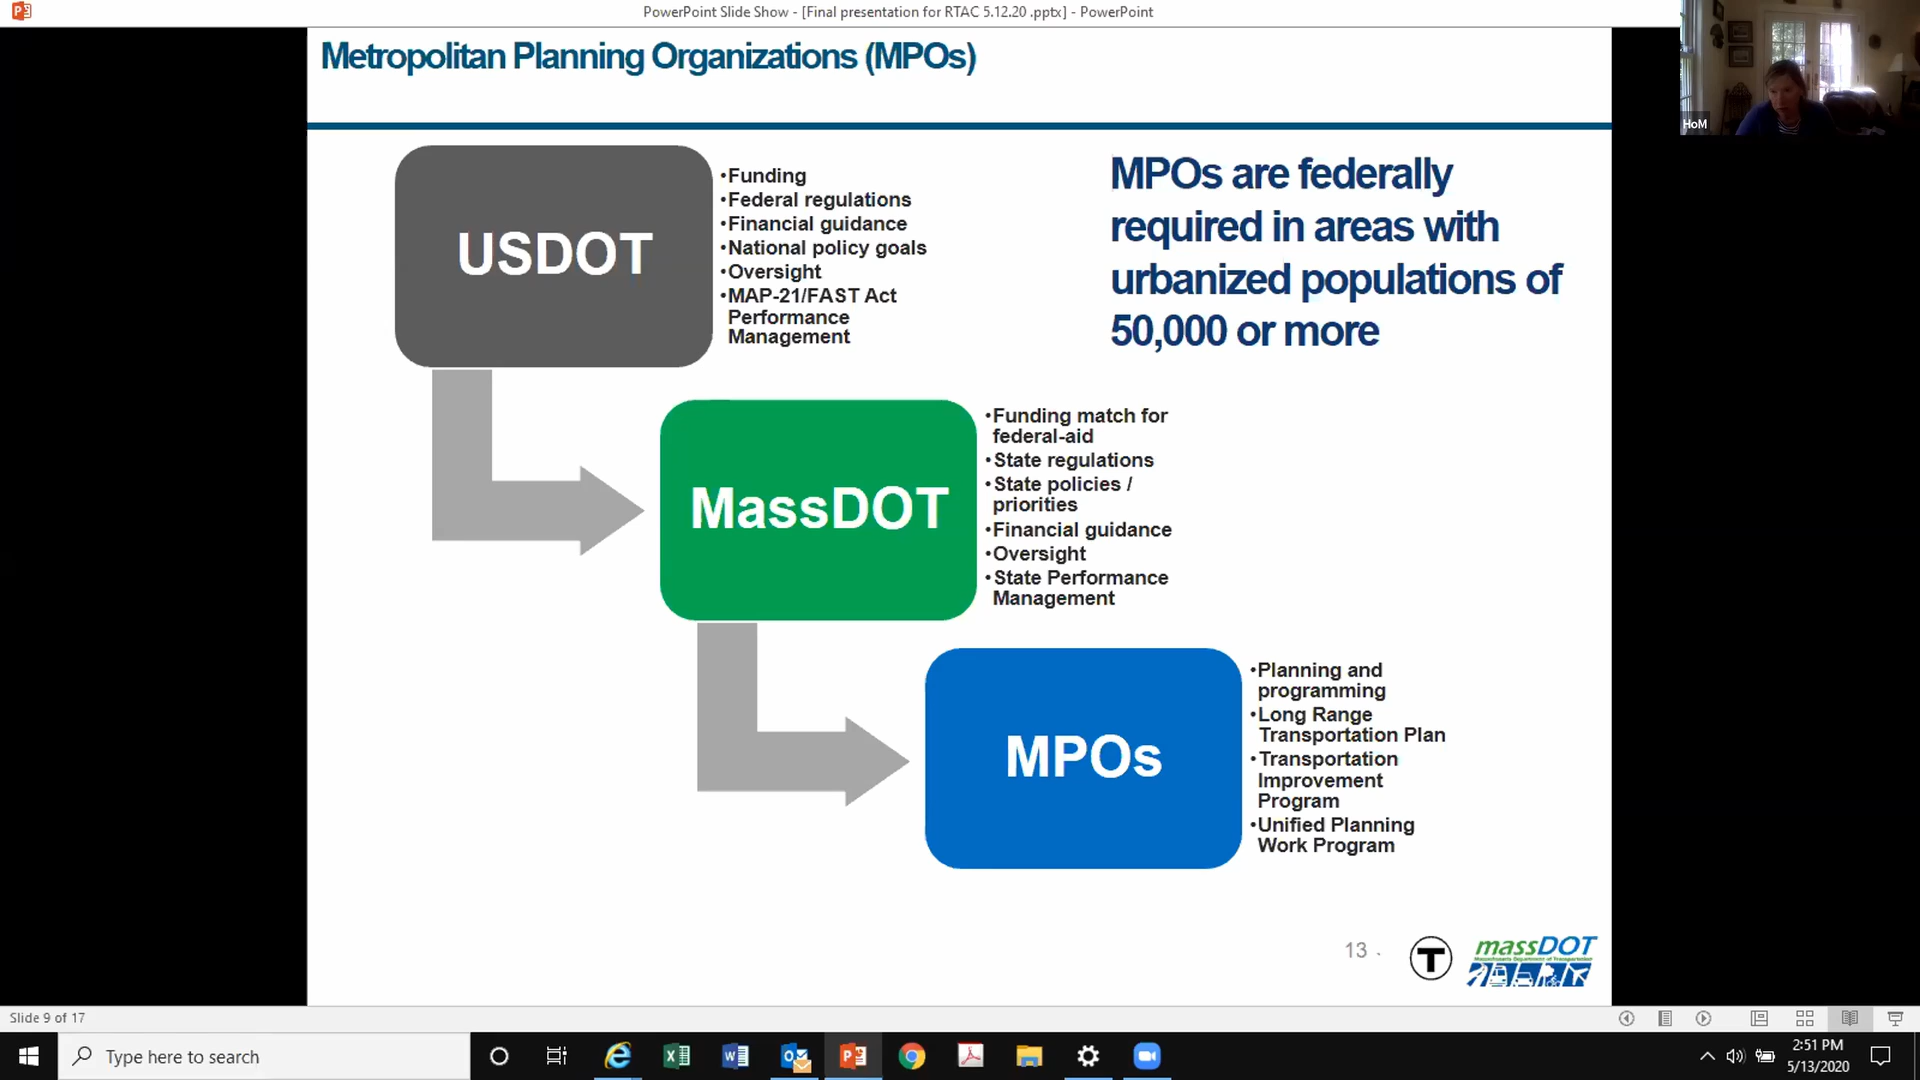 PowerPoint Slide Show - [Final presentation for RTAC 5.12.20 .pptx] - PowerPoint
Metropolitan Planning Organizations (MPOs)
HoM
USDOT
•Funding
•Federal regulations
•Financial guidance
•National policy goals
•Oversight
•MAP-21/FAST Act
Performance
Management
MPOs are federally
required in areas with
urbanized populations of
50,000 or more
MassDOT
•Funding match for
federal-aid
•State regulations
•State policies /
priorities
•Financial guidance
•Oversight
•State Performance
Management
MPOs
•Planning and
programming
•Long Range
Transportation Plan
•Transportation
Improvement
Program
•Unified Planning
Work Program
13 .
T
massDOT
Massachusetts Department of Transportation
Slide 9 of 17
Type here to search
2:51 PM
5/13/2020